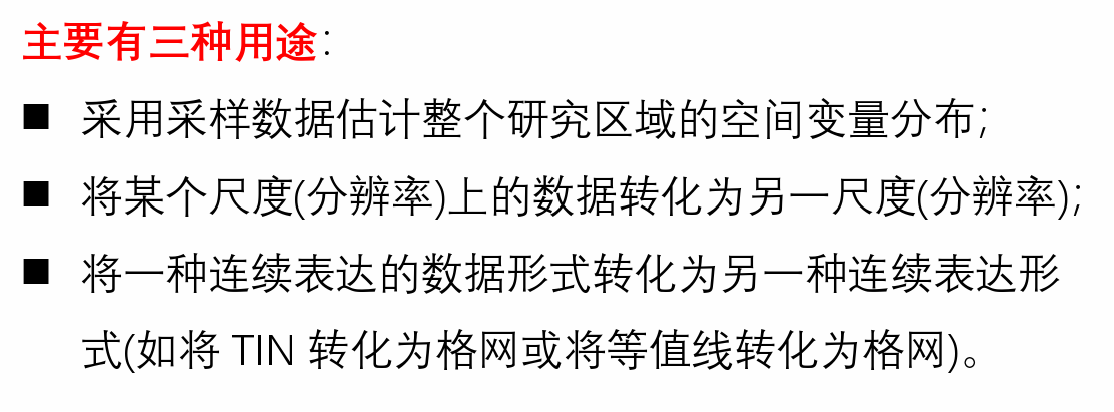 主要有三种用途：
■ 采用采样数据估计整个研究区域的空间变量分布；
■ 将某个尺度(分辨率)上的数据转化为另一尺度(分辨率)；
■ 将一种连续表达的数据形式转化为另一种连续表达形
式(如将 TIN 转化为格网或将等值线转化为格网)。